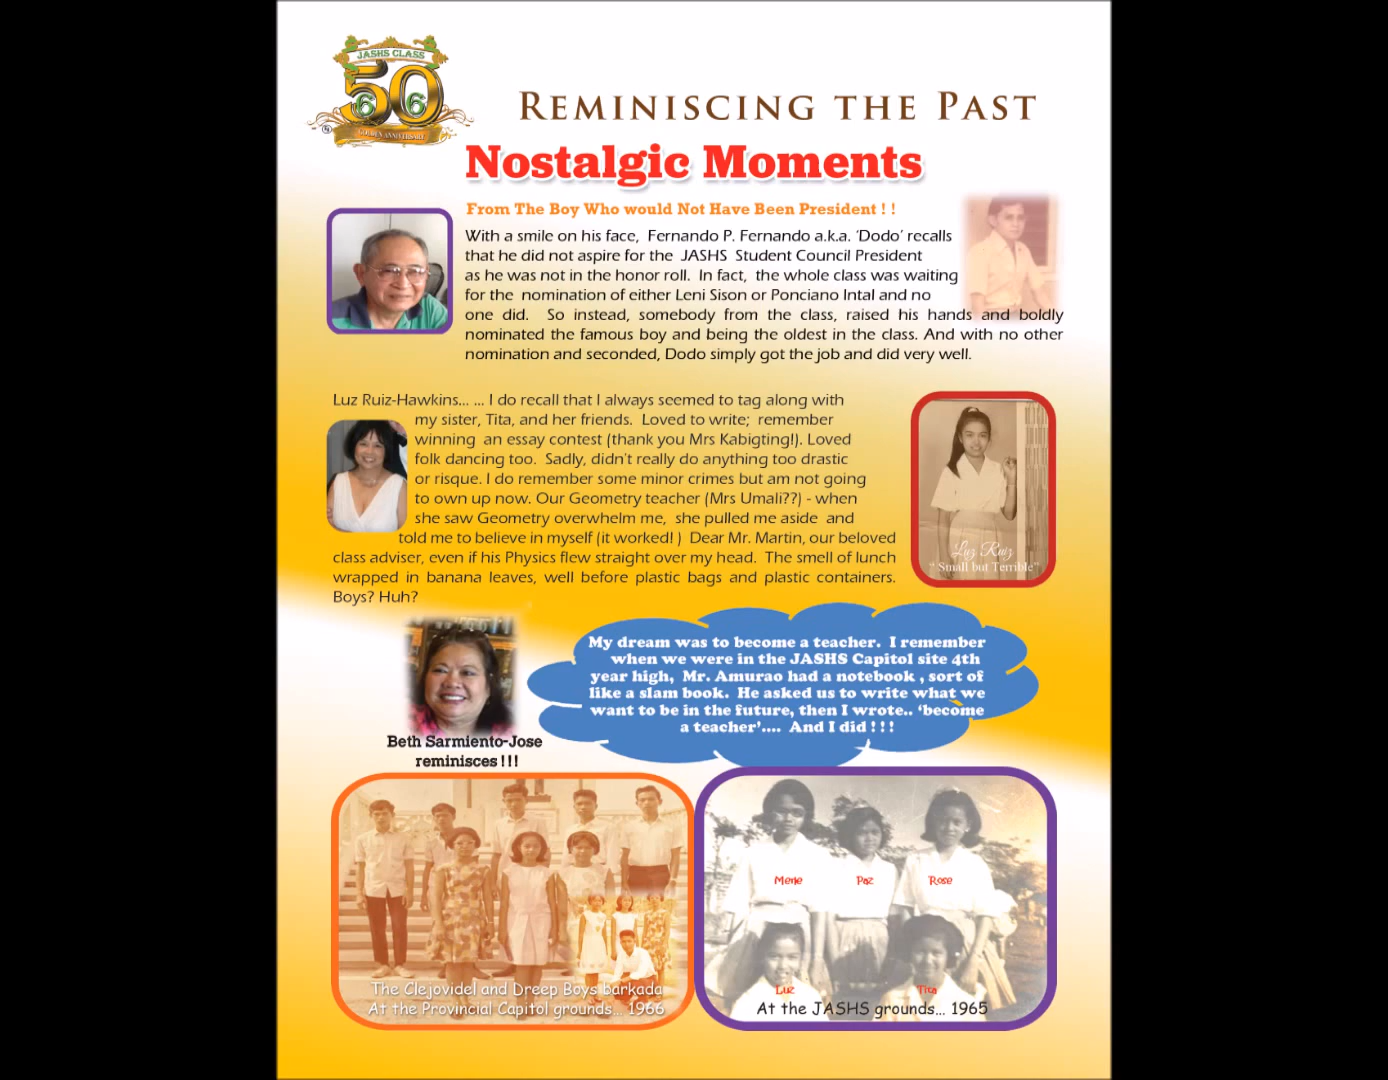 JASHS CLASS
50
6 6
GOLDEN ANNIVERSARY
REMINISCING THE PAST
Nostalgic Moments
From The Boy Who would Not Have Been President ! !
With a smile on his face, Fernando P. Fernando a.k.a. ‘Dodo’ recalls
that he did not aspire for the JASHS Student Council President
as he was not in the honor roll. In fact, the whole class was waiting
for the nomination of either Leni Sison or Ponciano Intal and no
one did. So instead, somebody from the class, raised his hands and boldly
nominated the famous boy and being the oldest in the class. And with no other
nomination and seconded, Dodo simply got the job and did very well.
Luz Ruiz-Hawkins... ... I do recall that I always seemed to tag along with
my sister, Tita, and her friends. Loved to write; remember
winning an essay contest (thank you Mrs Kabigting!). Loved
folk dancing too. Sadly, didn't really do anything too drastic
or risque. I do remember some minor crimes but am not going
to own up now. Our Geometry teacher (Mrs Umali??) - when
she saw Geometry overwhelm me, she pulled me aside and
told me to believe in myself (it worked! ) Dear Mr. Martin, our beloved
class adviser, even if his Physics flew straight over my head. The smell of lunch
wrapped in banana leaves, well before plastic bags and plastic containers.
Boys? Huh?
Luz Ruiz
“ Small but Terrible”
My dream was to become a teacher. I remember
when we were in the JASHS Capitol site 4th
year high, Mr. Amurao had a notebook , sort of
like a slam book. He asked us to write what we
want to be in the future, then I wrote.. ‘become
a teacher’.... And I did ! ! !
Beth Sarmiento-Jose
reminisces ! ! !
The Clejovidel and Dreep Boys barkada
At the Provincial Capitol grounds... 1966
Merle Paz Rose
Luz Tita
At the JASHS grounds... 1965